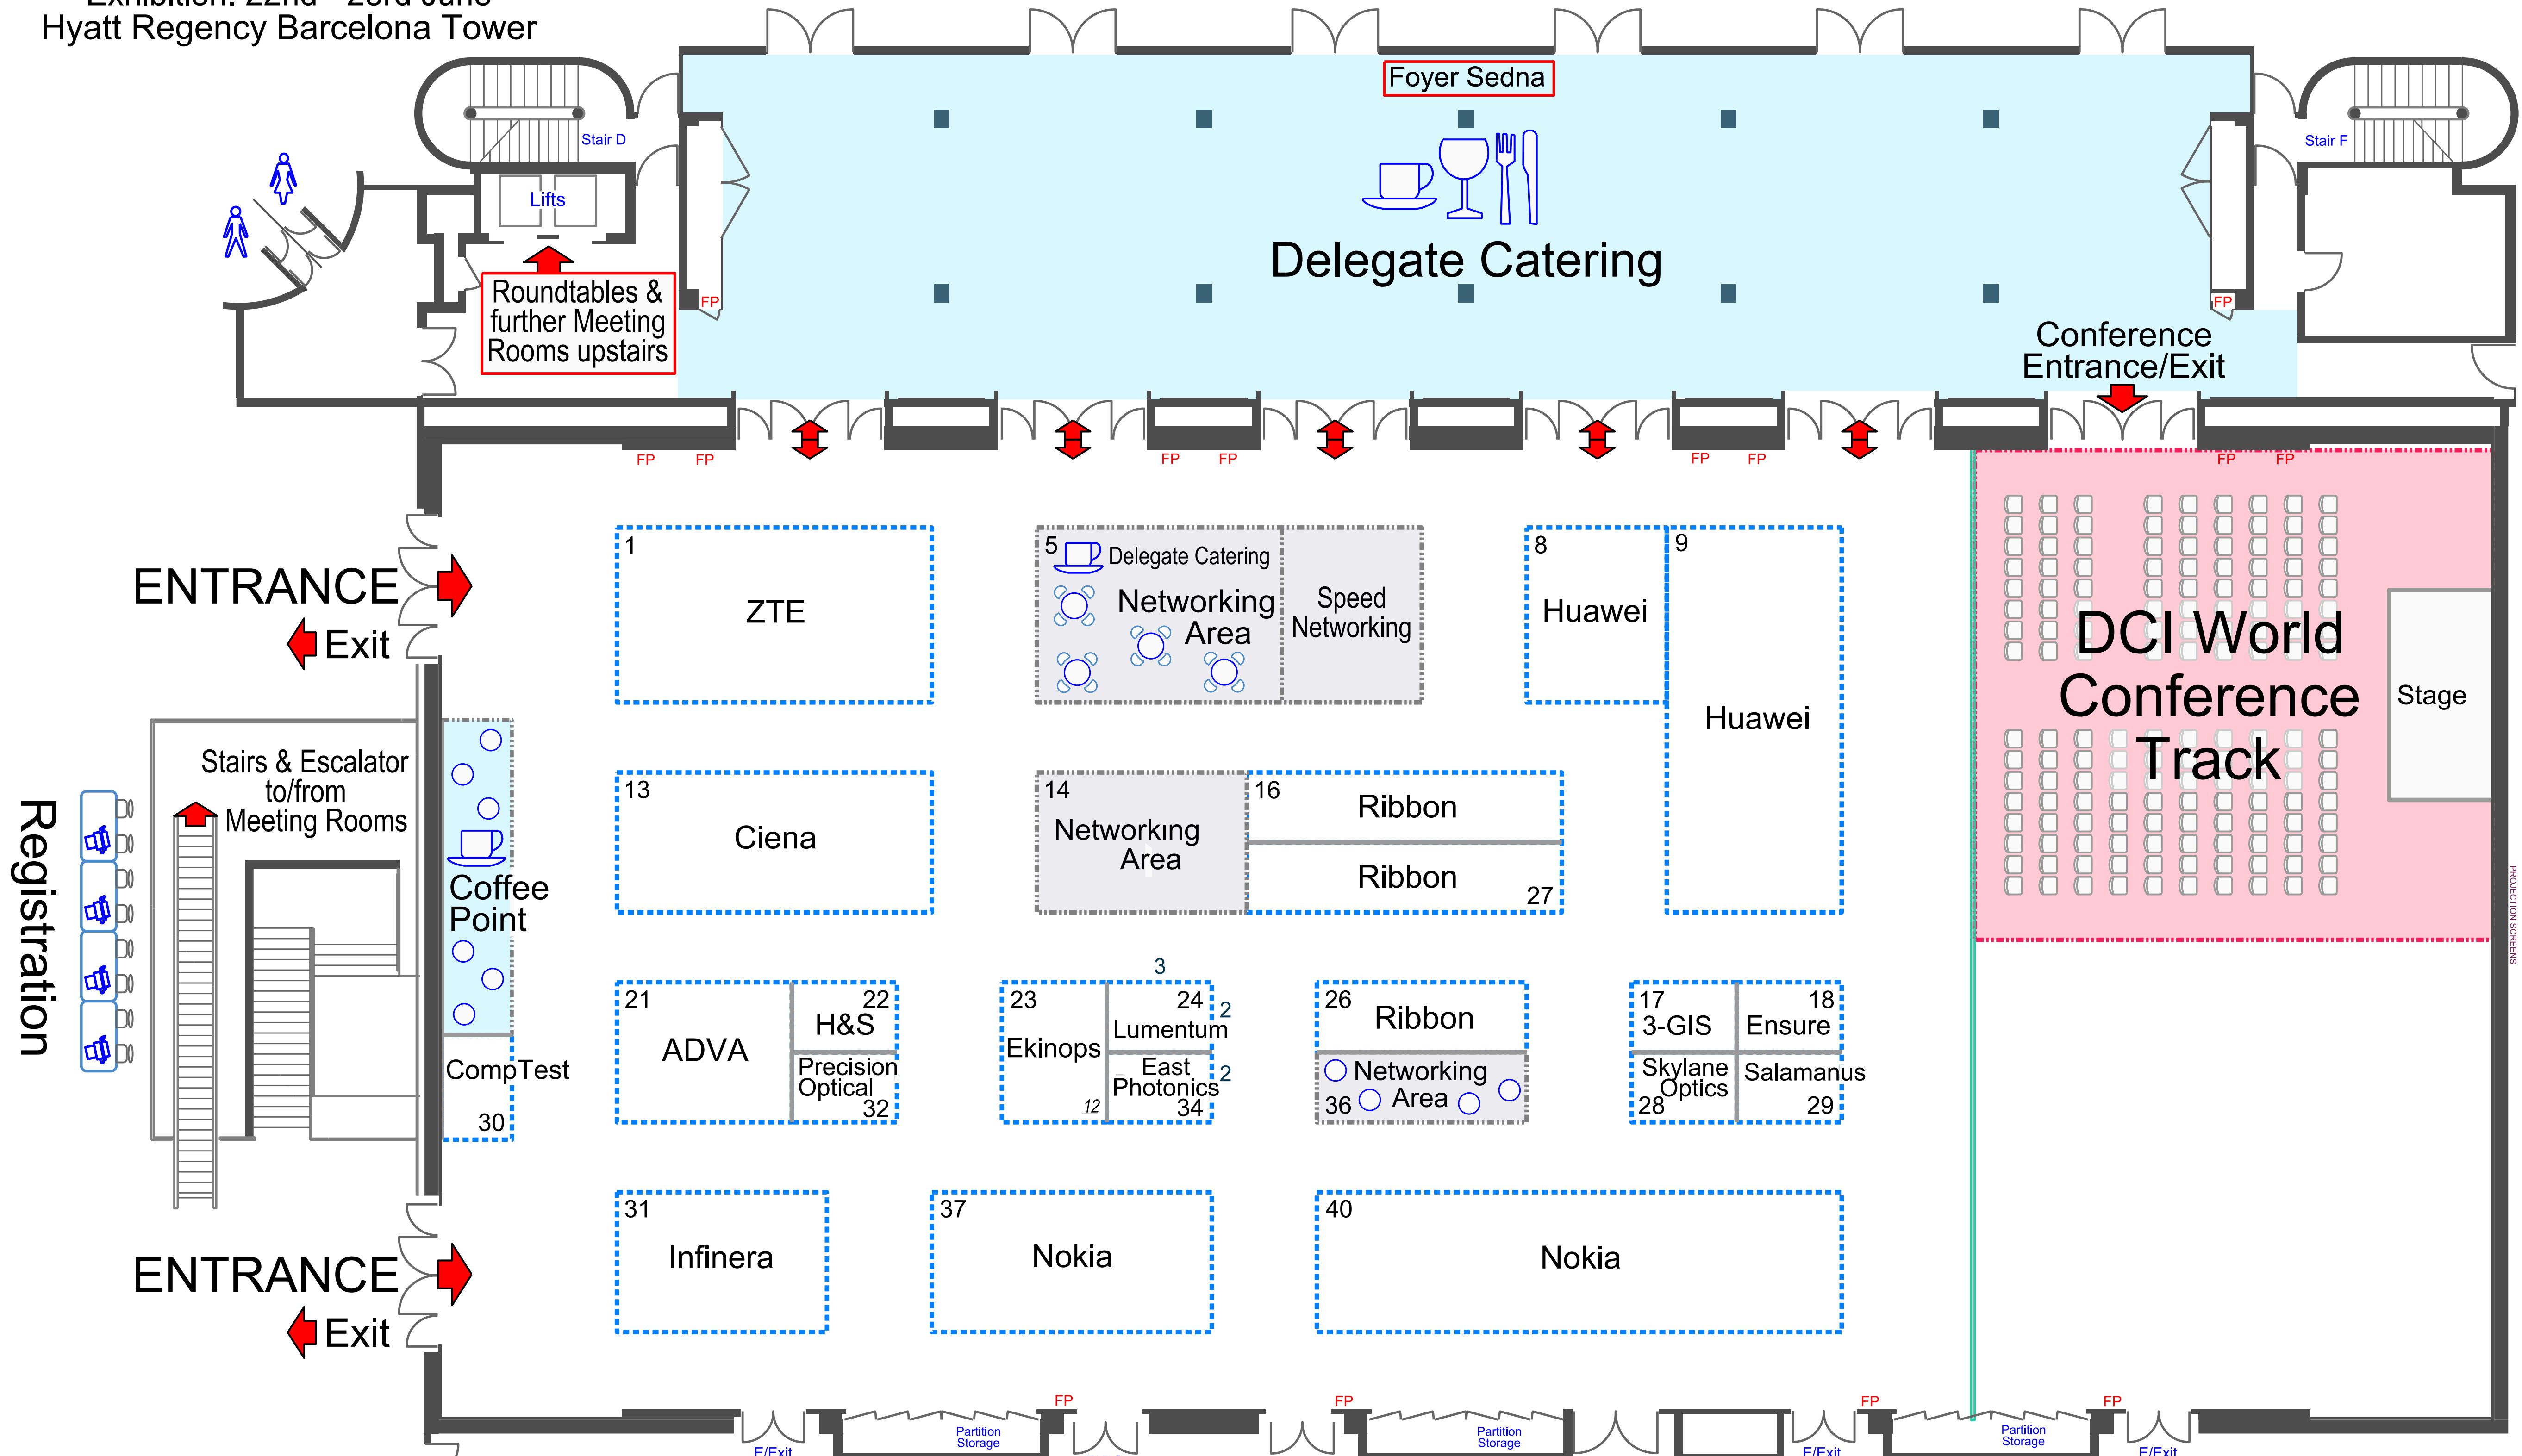 Hyatt Regency Barcelona Tower
Foyer Sedna
Stair D
Stair F
Lifts
Delegate Catering
Roundtables &
further Meeting
Rooms upstairs
FP
FP
Conference
Entrance/Exit
FP FP
FP FP
FP FP
FP FP
ENTRANCE
Exit
1
ZTE
5
Delegate Catering
Networking
Area
Speed
Networking
8
Huawei
9
Huawei
DCI World
Conference
Track
Stage
PROJECTION SCREENS
Registration
Stairs & Escalator
to/from
Meeting Rooms
Coffee
Point
13
Ciena
14
Networking
Area
16
Ribbon
Ribbon
27
CompTest
30
21
ADVA
22
H&S
Precision
Optical
32
23
Ekinops
12
3
24
Lumentum
2
East
Photonics
2
34
26
Ribbon
Networking
Area
36
17
3-GIS
18
Ensure
Skylane
Optics
28
Salamanus
29
ENTRANCE
Exit
31
Infinera
37
Nokia
40
Nokia
FP
FP
FP
FP
E/Exit
Partition
Storage
Partition
Storage
E/Exit
Partition
Storage
E/Exit